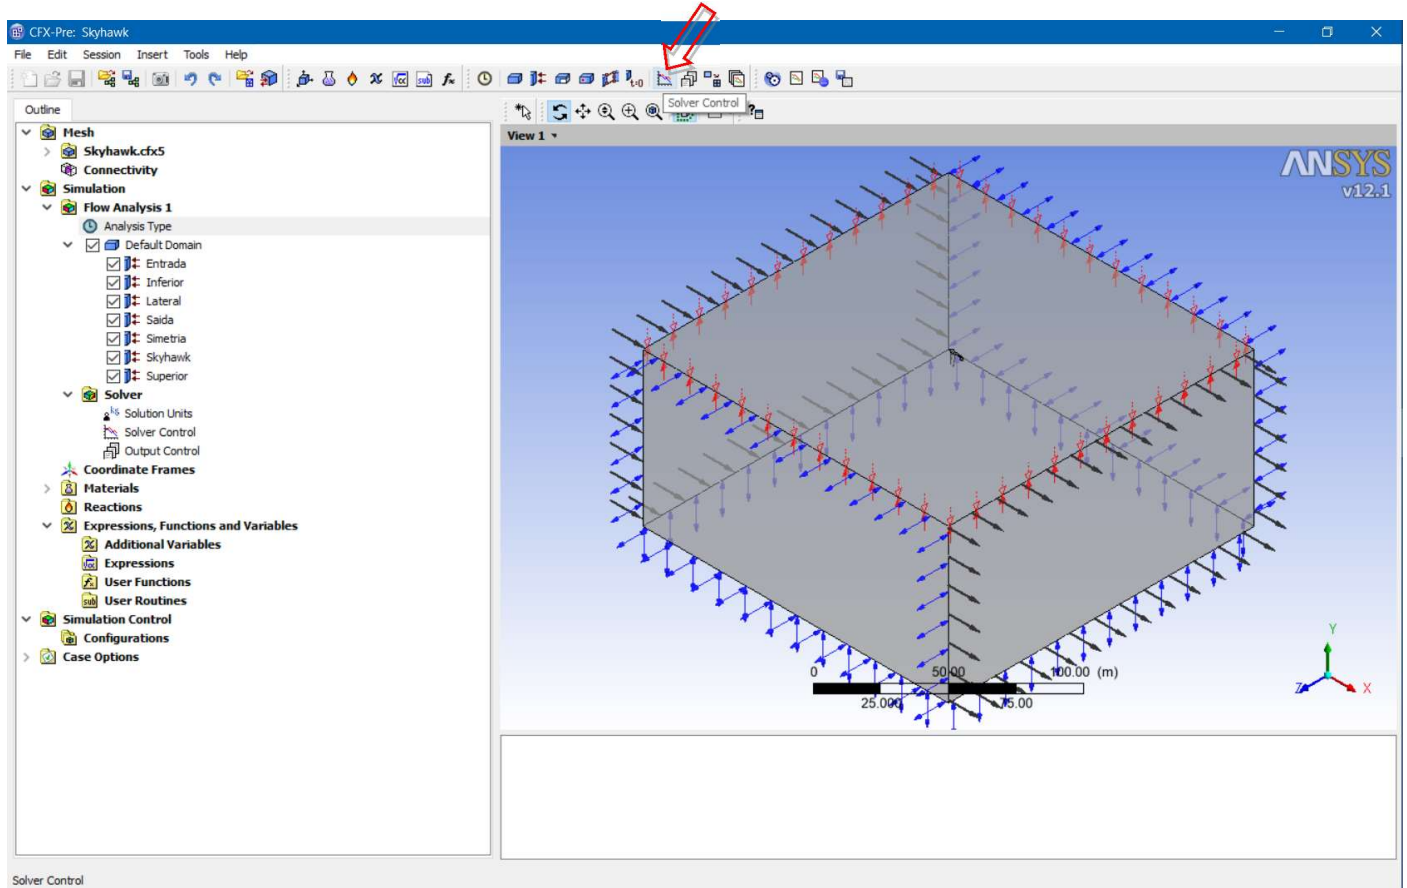 CFX-Pre: Skyhawk
File Edit Session Insert Tools Help
Solver Control
Outline
View 1
Mesh
Skyhawk.cfx5
Connectivity
Simulation
Flow Analysis 1
Analysis Type
Default Domain
Entrada
Inferior
Lateral
Saida
Simetria
Skyhawk
Superior
Solver
Solution Units
Solver Control
Output Control
Coordinate Frames
Materials
Reactions
Expressions, Functions and Variables
Additional Variables
Expressions
User Functions
User Routines
Simulation Control
Configurations
Case Options
ANSYS
v12.1
0 50.00 100.00 (m)
25.000 75.00
Y
Z X
Solver Control